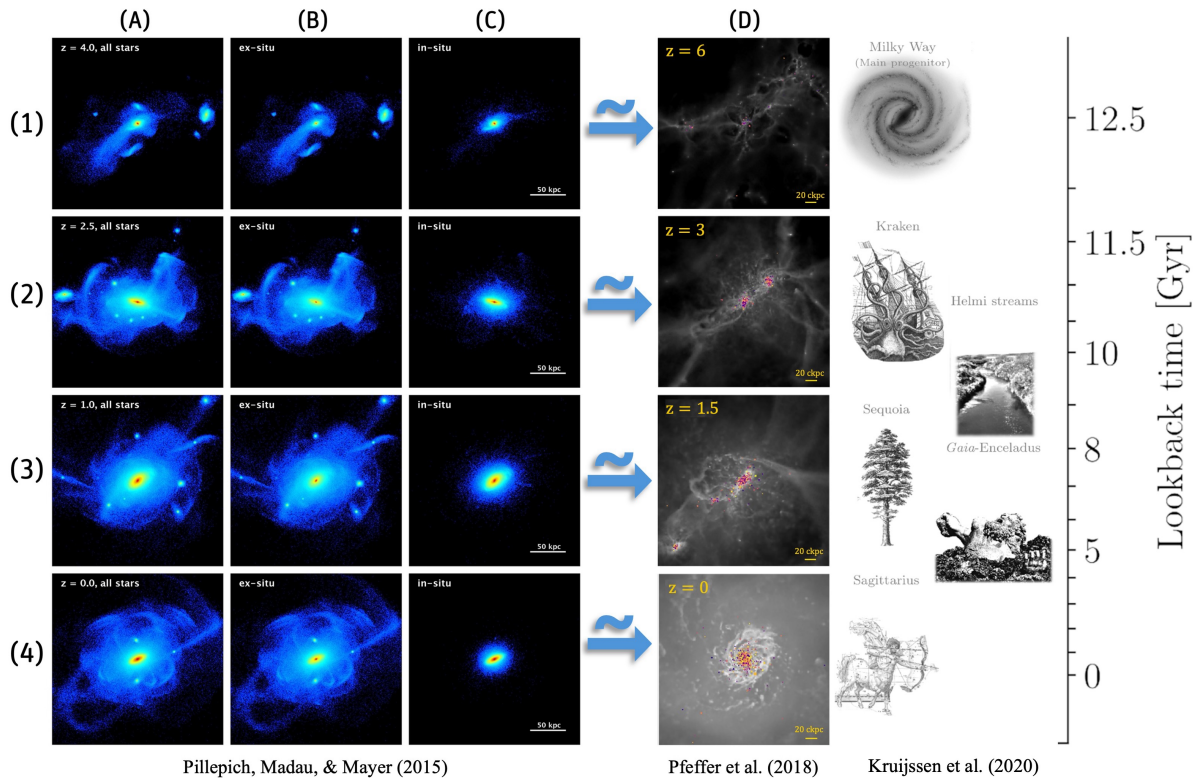 (A)
(B)
(C)
(D)
(1)
z = 4.0, all stars
ex-situ
in-situ
50 kpc
≈
z = 6
20 ckpc
Milky Way
(Main progenitor)
12.5
(2)
z = 2.5, all stars
ex-situ
in-situ
50 kpc
~
z = 3
20 ckpc
Kraken
11.5
Helmi streams
10
(3)
z = 1.0, all stars
ex-situ
in-situ
50 kpc
~
z = 1.5
20 ckpc
Sequoia
Gaia-Enceladus
8
5
(4)
z = 0.0, all stars
ex-situ
in-situ
50 kpc
~
z = 0
20 ckpc
Sagittarius
0
Lookback time [Gyr]
Pillepich, Madau, & Mayer (2015)
Pfeffer et al. (2018)
Kruijssen et al. (2020)